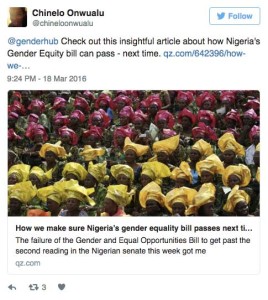 Chinelo Onwualu
@chineloonwualu
Follow
@genderhub Check out this insightful article about how Nigeria's
Gender Equity bill can pass - next time. qz.com/642396/how-
we-…
9:24 PM - 18 Mar 2016
How we make sure Nigeria's gender equality bill passes next ti...
The failure of the Gender and Equal Opportunities Bill to get past the
second reading in the Nigerian senate this week got me
qz.com
3